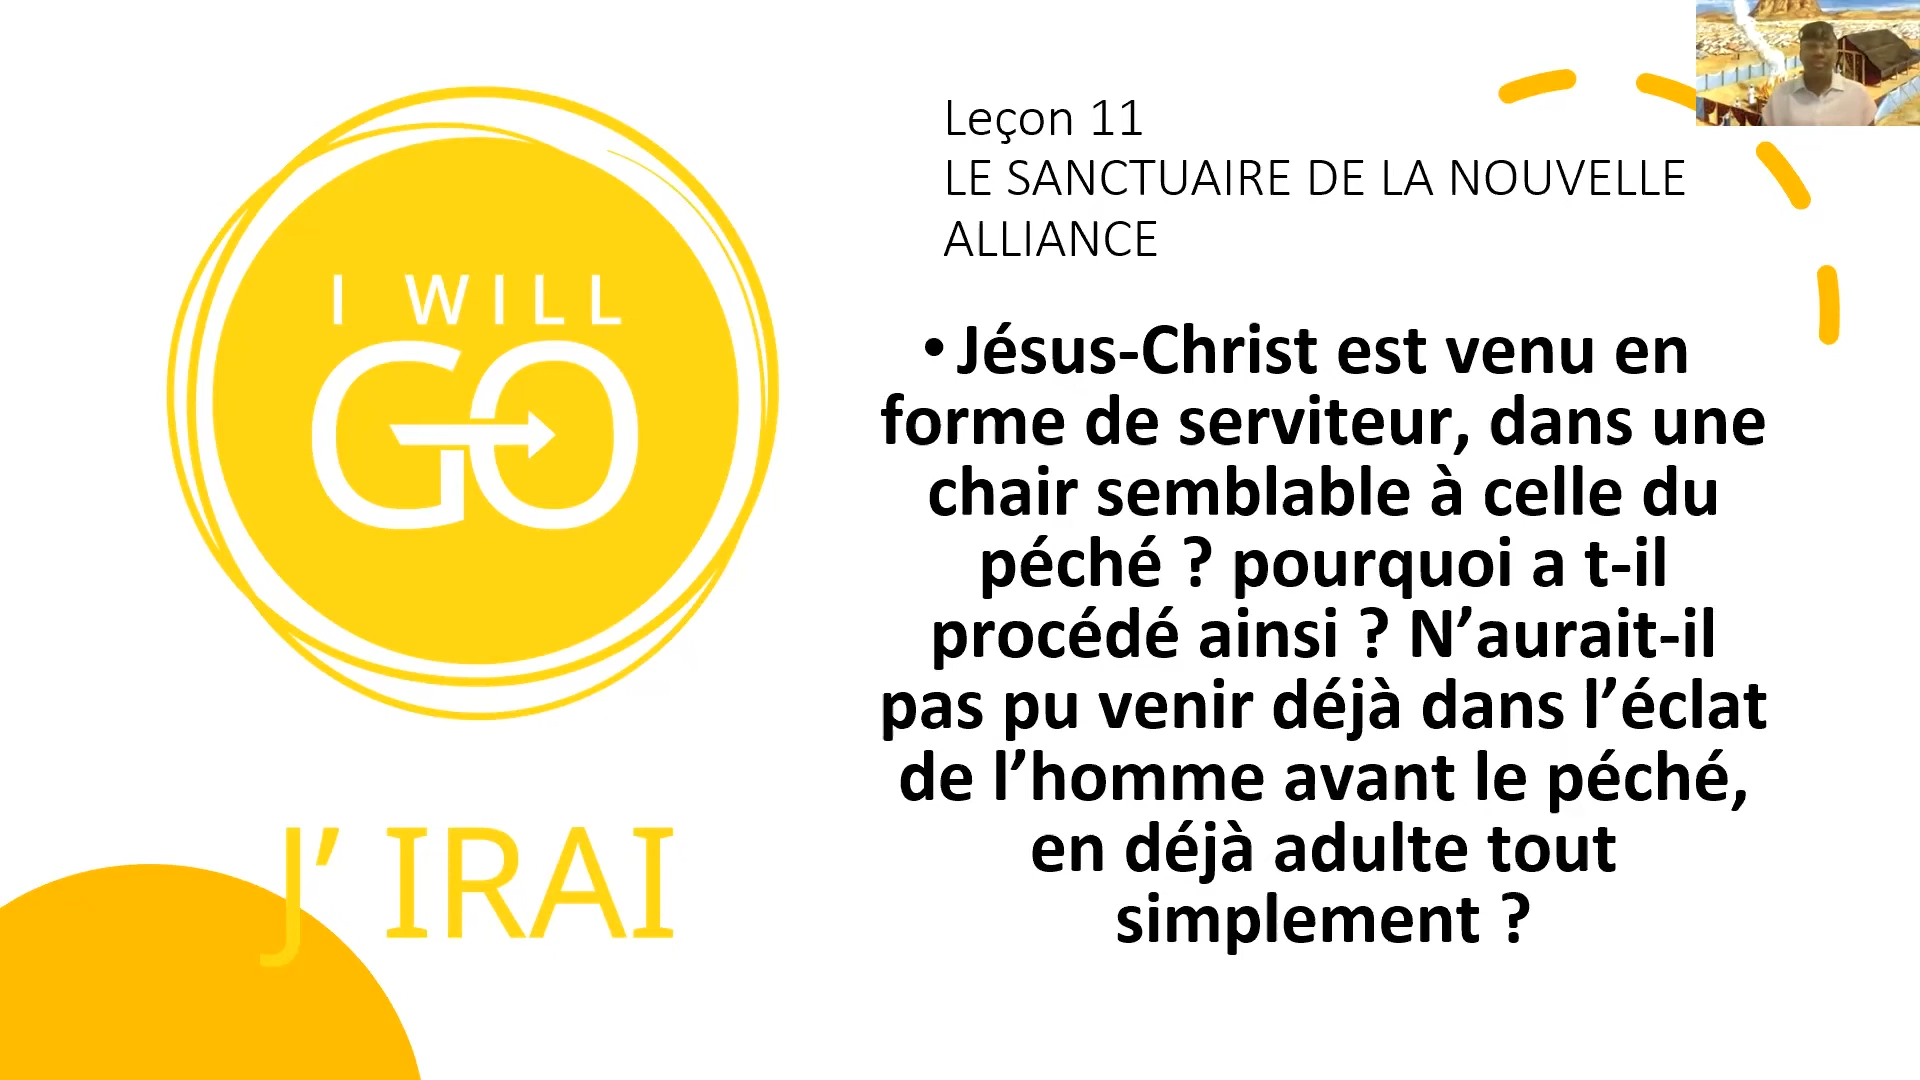 I WILL
GO
J’ IRAI
Leçon 11
LE SANCTUAIRE DE LA NOUVELLE
ALLIANCE
• Jésus-Christ est venu en
forme de serviteur, dans une
chair semblable à celle du
péché ? pourquoi a t-il
procédé ainsi ? N’aurait-il
pas pu venir déjà dans l’éclat
de l’homme avant le péché,
en déjà adulte tout
simplement ?